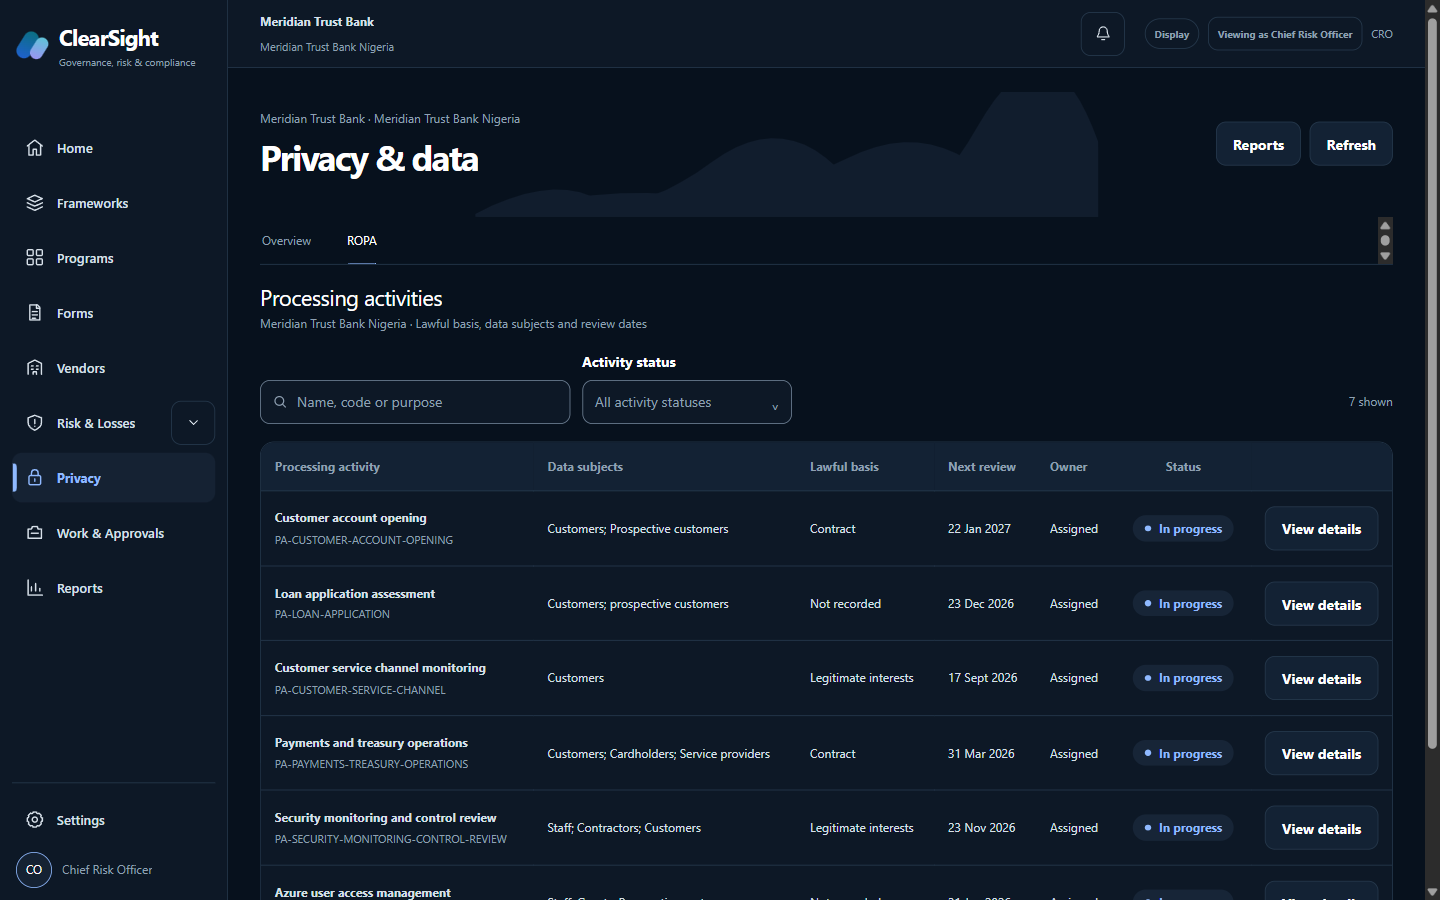 ClearSight
Governance, risk & compliance
Home
Frameworks
Programs
Forms
Vendors
Risk & Losses
Privacy
Work & Approvals
Reports
Settings
CO Chief Risk Officer
Meridian Trust Bank
Meridian Trust Bank Nigeria
Display
Viewing as Chief Risk Officer
CRO
Meridian Trust Bank · Meridian Trust Bank Nigeria
Privacy & data
Reports
Refresh
Overview
ROPA
Processing activities
Meridian Trust Bank Nigeria · Lawful basis, data subjects and review dates
Activity status
Name, code or purpose
All activity statuses
7 shown
Processing activity Data subjects Lawful basis Next review Owner Status
Customer account opening
PA-CUSTOMER-ACCOUNT-OPENING
Customers; Prospective customers Contract 22 Jan 2027 Assigned In progress View details
Loan application assessment
PA-LOAN-APPLICATION
Customers; prospective customers Not recorded 23 Dec 2026 Assigned In progress View details
Customer service channel monitoring
PA-CUSTOMER-SERVICE-CHANNEL
Customers Legitimate interests 17 Sept 2026 Assigned In progress View details
Payments and treasury operations
PA-PAYMENTS-TREASURY-OPERATIONS
Customers; Cardholders; Service providers Contract 31 Mar 2026 Assigned In progress View details
Security monitoring and control review
PA-SECURITY-MONITORING-CONTROL-REVIEW
Staff; Contractors; Customers Legitimate interests 23 Nov 2026 Assigned In progress View details
Azure user access management